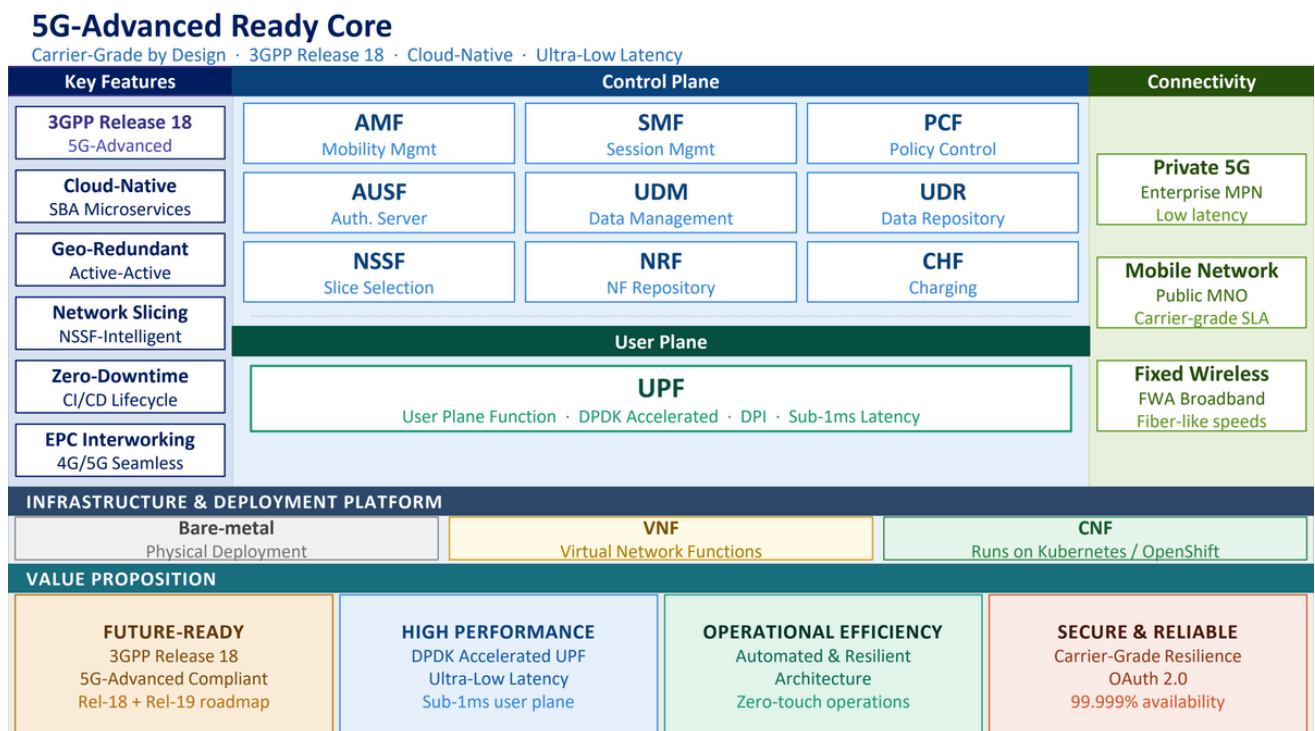 5G-Advanced Ready Core
Carrier-Grade by Design · 3GPP Release 18 · Cloud-Native · Ultra-Low Latency
Key Features
3GPP Release 18
5G-Advanced
Cloud-Native
SBA Microservices
Geo-Redundant
Active-Active
Network Slicing
NSSF-Intelligent
Zero-Downtime
CI/CD Lifecycle
EPC Interworking
4G/5G Seamless
Control Plane
AMF
Mobility Mgmt
SMF
Session Mgmt
PCF
Policy Control
AUSF
Auth. Server
UDM
Data Management
UDR
Data Repository
NSSF
Slice Selection
NRF
NF Repository
CHF
Charging
User Plane
UPF
User Plane Function · DPDK Accelerated · DPI · Sub-1ms Latency
Connectivity
Private 5G
Enterprise MPN
Low latency
Mobile Network
Public MNO
Carrier-grade SLA
Fixed Wireless
FWA Broadband
Fiber-like speeds
INFRASTRUCTURE & DEPLOYMENT PLATFORM
Bare-metal
Physical Deployment
VNF
Virtual Network Functions
CNF
Runs on Kubernetes / OpenShift
VALUE PROPOSITION
FUTURE-READY
3GPP Release 18
5G-Advanced Compliant
Rel-18 + Rel-19 roadmap
HIGH PERFORMANCE
DPDK Accelerated UPF
Ultra-Low Latency
Sub-1ms user plane
OPERATIONAL EFFICIENCY
Automated & Resilient
Architecture
Zero-touch operations
SECURE & RELIABLE
Carrier-Grade Resilience
OAuth 2.0
99.999% availability